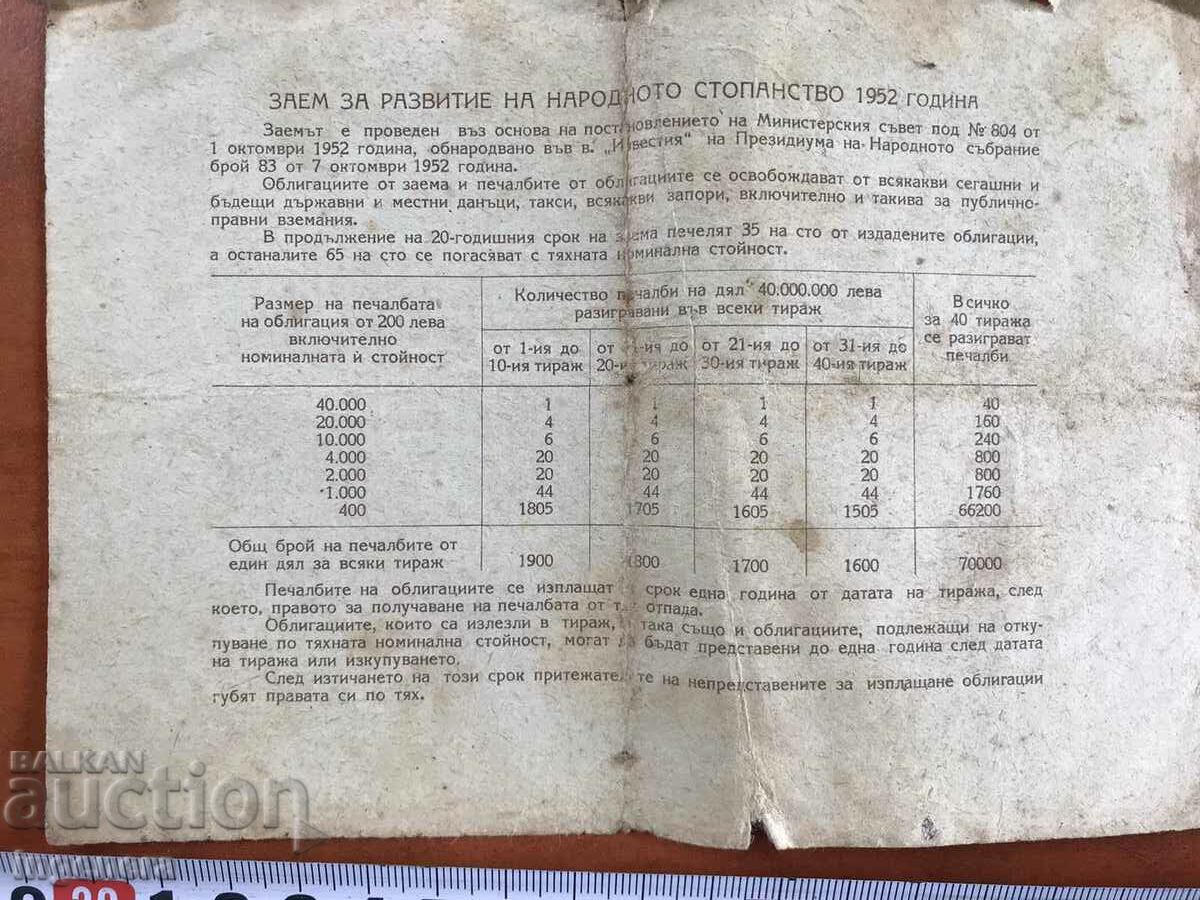 ЗАЕМ ЗА РАЗВИТИЕ НА НАРОДНОТО СТОПАНСТВО 1952 ГОДИНА
Заемът е проведен въз основа на постановлението на Министерския съвет под № 804 от
1 октомври 1952 година, обнародвано във в. „Известия" на Президиума на Народното събрание
брой 83 от 7 октомври 1952 година.
Облигациите от заема и печалбите от облигациите се освобождават от всякакви сегашни и
бъдещи държавни и местни данъци, такси, всякакви запори, включително и такива за публично-
правни вземания.
В продължение на 20-годишния срок на заема печелят 35 на сто от издадените облигации,
а останалите 65 на сто се погасяват с тяхната номинална стойност.
Размер на печалбата
на облигация от 200 лева
включително
номиналната ѝ стойност
Количество печалби на дял 40.000.000 лева
разигравани във всеки тираж
от 1-ия до
10-ия тираж
от 11-ия до
20-ия тираж
от 21-ия до
30-ия тираж
от 31-ия до
40-ия тираж
Всичко
за 40 тиража
се разиграват
печалби
40.000 1 1 1 1 40
20.000 4 4 4 4 160
10.000 6 6 6 6 240
4.000 20 20 20 20 800
2.000 20 20 20 20 800
1.000 44 44 44 44 1760
400 1805 1705 1605 1505 66200
Общ брой на печалбите от
един дял за всяки тираж 1900 1800 1700 1600 70000
Печалбите на облигациите се изплащат срок една година от датата на тиража, след
което, правото за получаване на печалбата от тях отпада.
Облигациите, които са излезли в тираж, а така също и облигациите, подлежащи на отку-
пуване по тяхната номинална стойност, могат да бъдат представени до една година след датата
на тиража или изкупуването.
След изтичането на този срок притежателите на непредставените за изплащане облигации
губят правата си по тях.
BALKAN
auction
20